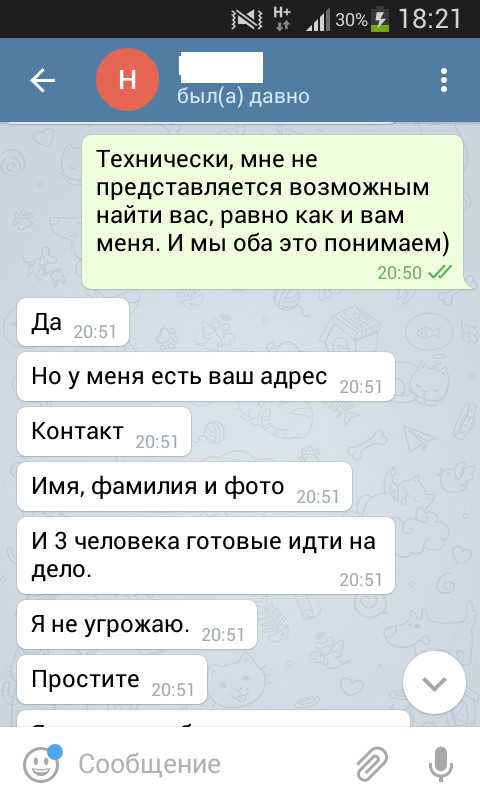 H+ 30% 18:21
Н
был(а) давно
Технически, мне не
представляется возможным
найти вас, равно как и вам
меня. И мы оба это понимаем)
20:50
Да 20:51
Но у меня есть ваш адрес 20:51
Контакт 20:51
Имя, фамилия и фото 20:51
И 3 человека готовые идти на
дело.
20:51
Я не угрожаю. 20:51
Простите 20:51
Сообщение